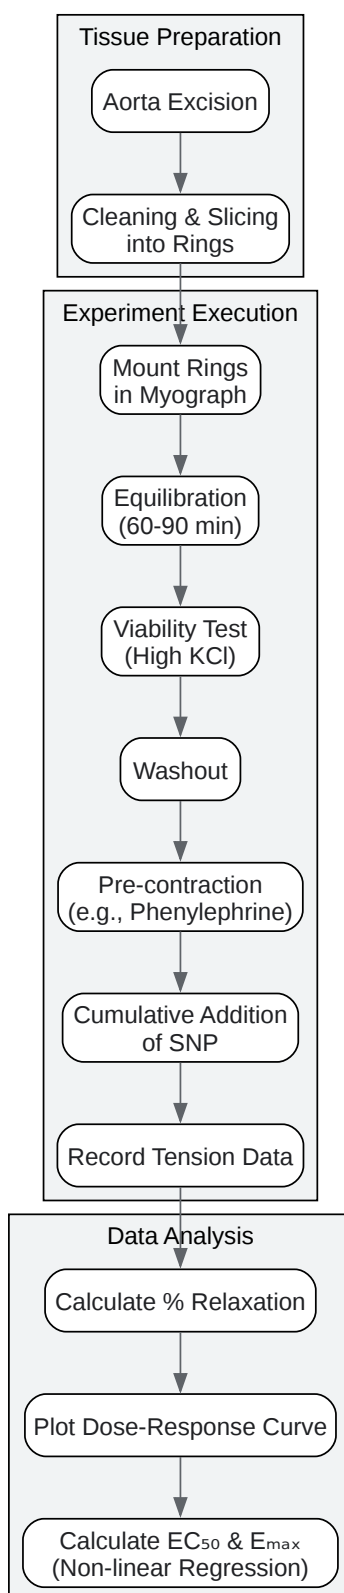 Tissue Preparation
Aorta Excision
Cleaning & Slicing
into Rings
Experiment Execution
Mount Rings
in Myograph
Equilibration
(60-90 min)
Viability Test
(High KCl)
Washout
Pre-contraction
(e.g., Phenylephrine)
Cumulative Addition
of SNP
Record Tension Data
Data Analysis
Calculate % Relaxation
Plot Dose-Response Curve
Calculate EC₅₀ & Eₘₐₓ
(Non-linear Regression)